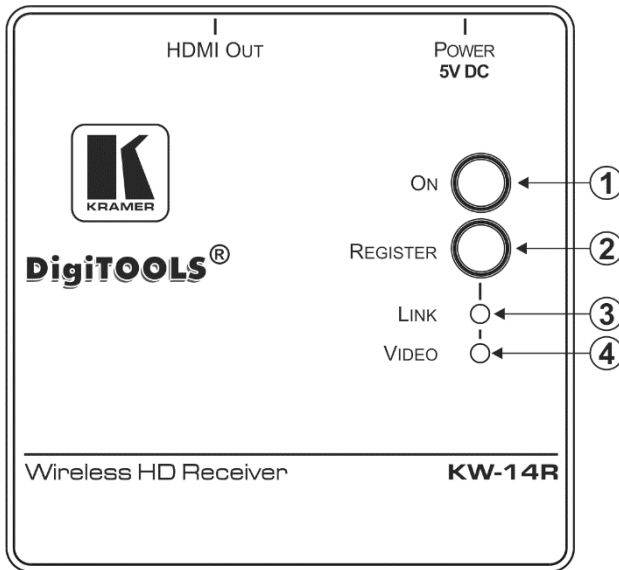 HDMI OUT
POWER
5V DC
K
KRAMER
ON
1
DigiTOOLS®
REGISTER
2
LINK
3
VIDEO
4
Wireless HD Receiver
KW-14R